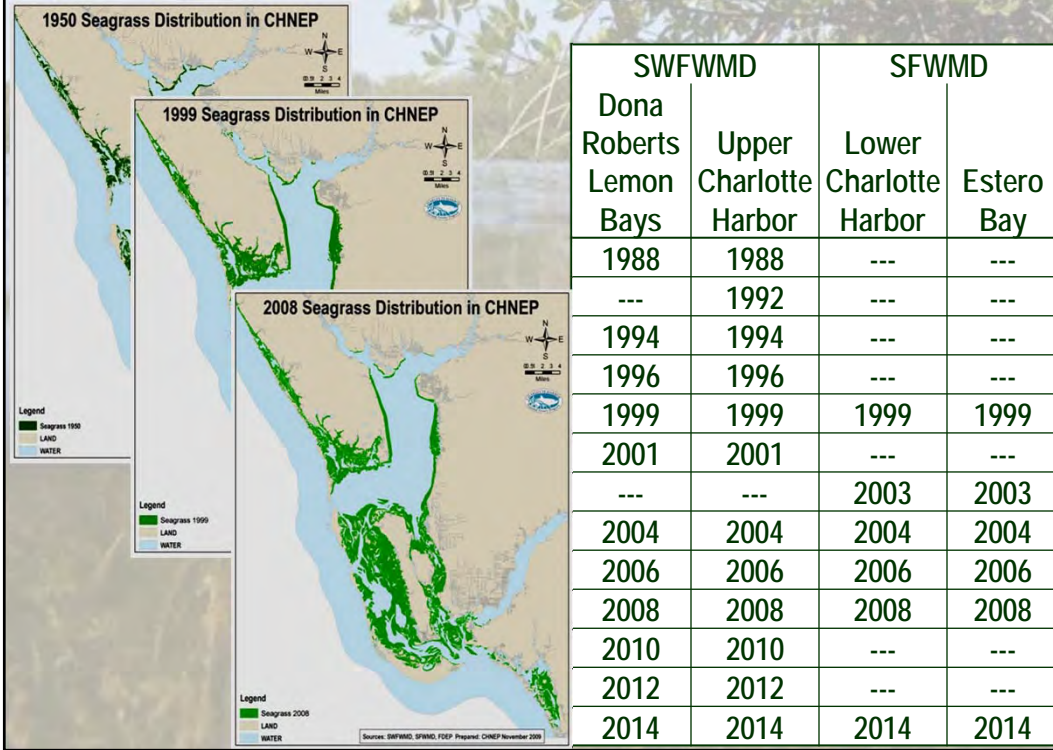 1950 Seagrass Distribution in CHNEP
N
W E
S
Miles
Legend
Seagrass 1950
LAND
WATER
1999 Seagrass Distribution in CHNEP
N
W E
S
Miles
Legend
Seagrass 1999
LAND
WATER
2008 Seagrass Distribution in CHNEP
N
W E
S
Miles
Legend
Seagrass 2008
LAND
WATER
Sources: SWFWMD, SFWMD, FDEP Prepared: CHNEP November 2009
SWFWMD SFWMD
Dona Roberts Lemon Bays Upper Charlotte Harbor Lower Charlotte Harbor Estero Bay
1988 1988 --- ---
--- 1992 --- ---
1994 1994 --- ---
1996 1996 --- ---
1999 1999 1999 1999
2001 2001 --- ---
--- --- 2003 2003
2004 2004 2004 2004
2006 2006 2006 2006
2008 2008 2008 2008
2010 2010 --- ---
2012 2012 --- ---
2014 2014 2014 2014